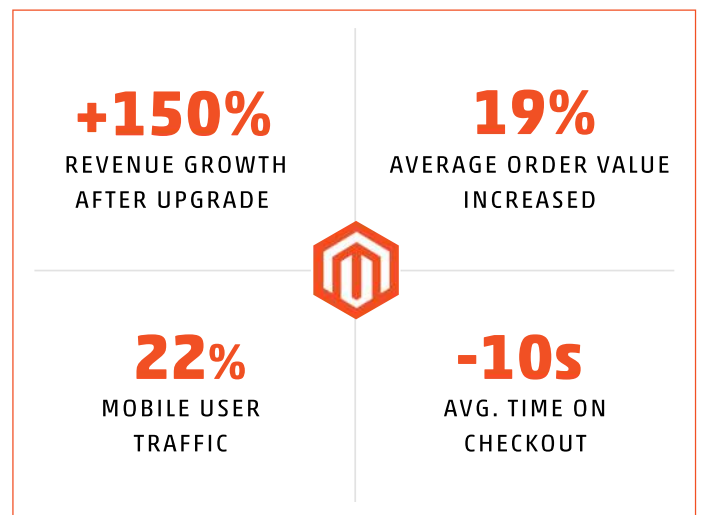 +150%
REVENUE GROWTH
AFTER UPGRADE
19%
AVERAGE ORDER VALUE
INCREASED
22%
MOBILE USER
TRAFFIC
-10s
AVG. TIME ON
CHECKOUT